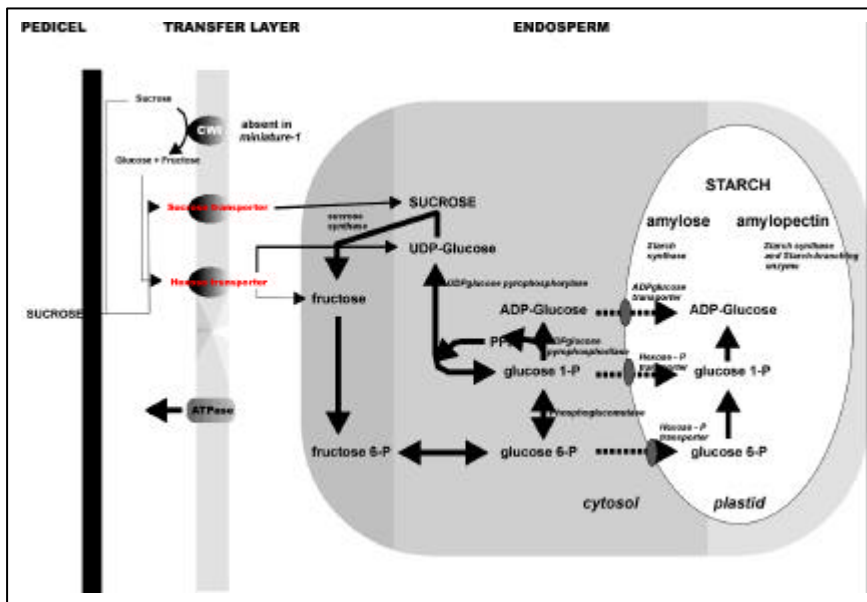 PEDICEL TRANSFER LAYER ENDOSPERM
Sucrose
CWI
absent in
miniature-1
Glucose + Fructose
STARCH
Sucrose transporter
SUCROSE
amylose amylopectin
sucrose
synthase
UDP-Glucose
Starch
synthase
Starch synthase
and Starch-branching
enzyme
Hexose transporter
UDPglucose pyrophosphorylase
ADPglucose
transporter
fructose
ADP-Glucose
ADP-Glucose
SUCROSE
ADPglucose
pyrophosphorilase
Hexose - P
transporter
glucose 1-P
glucose 1-P
ATPase
Phosphoglucomutase
Hexose - P
transporter
fructose 6-P
glucose 6-P
glucose 6-P
cytosol plastid